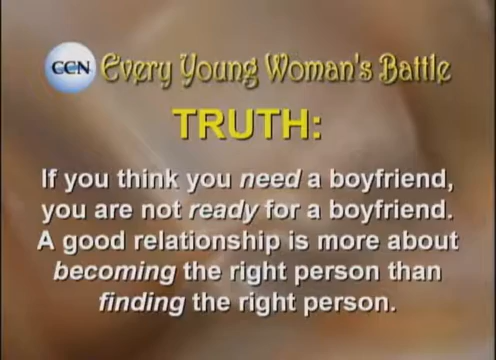 CCN Every Young Woman's Battle
TRUTH:
If you think you need a boyfriend,
you are not ready for a boyfriend.
A good relationship is more about
becoming the right person than
finding the right person.